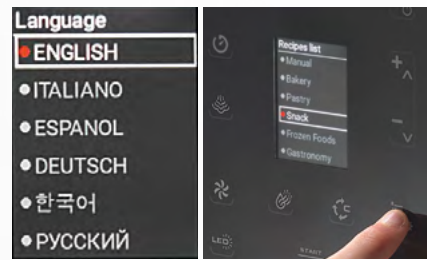 Language
ENGLISH
ITALIANO
ESPANOL
DEUTSCH
한국어
РУССКИЙ
Recipes list
Manual
Bakery
Pastry
Snack
Frozen Foods
Gastronomy
LED
START